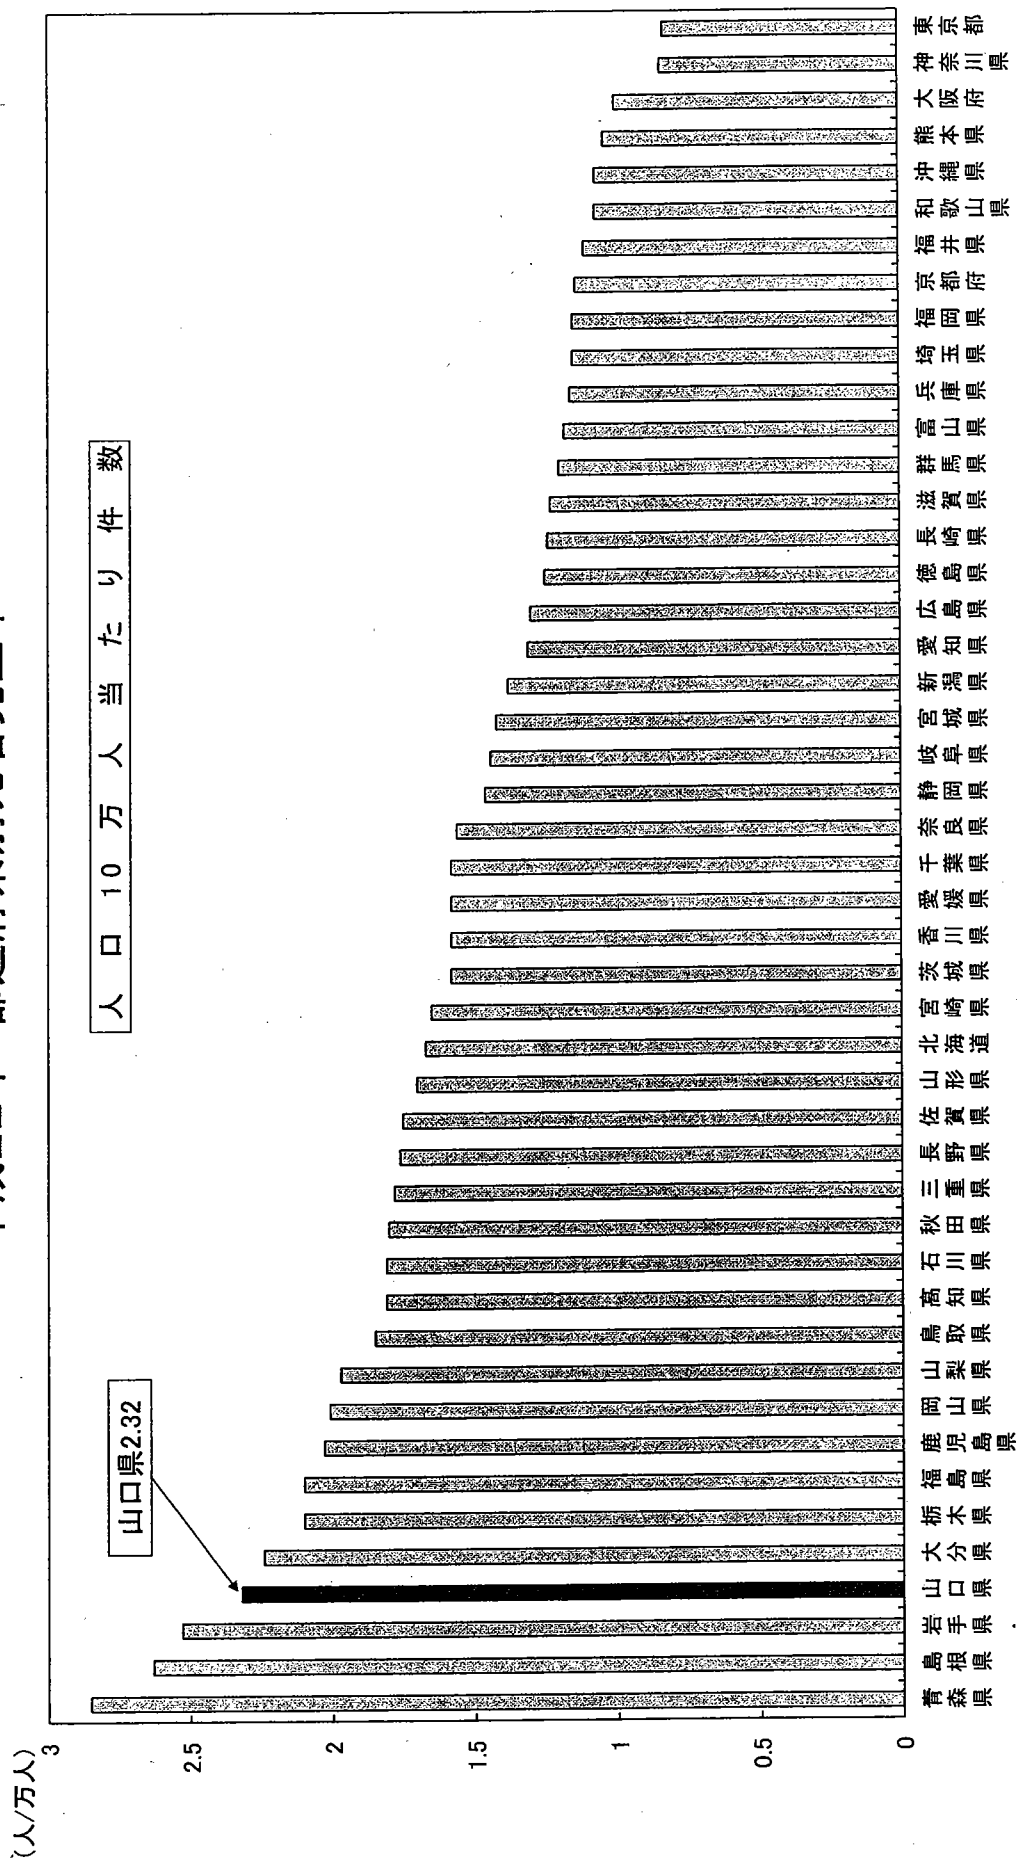 (人/万人)
人口10万人当たり件数
山口県2.32
3
2.5
2
1.5
1
0.5
0
青森県
島根県
岩手県
山口県
大分県
栃木県
福島県
鹿児島県
岡山県
山梨県
鳥取県
高知県
石川県
秋田県
三重県
長野県
佐賀県
山形県
北海道
宮崎県
茨城県
香川県
愛媛県
千葉県
奈良県
静岡県
岐阜県
宮城県
新潟県
愛知県
広島県
徳島県
長崎県
滋賀県
群馬県
富山県
兵庫県
埼玉県
福岡県
京都府
福井県
和歌山県
沖縄県
熊本県
大阪府
神奈川県
東京都